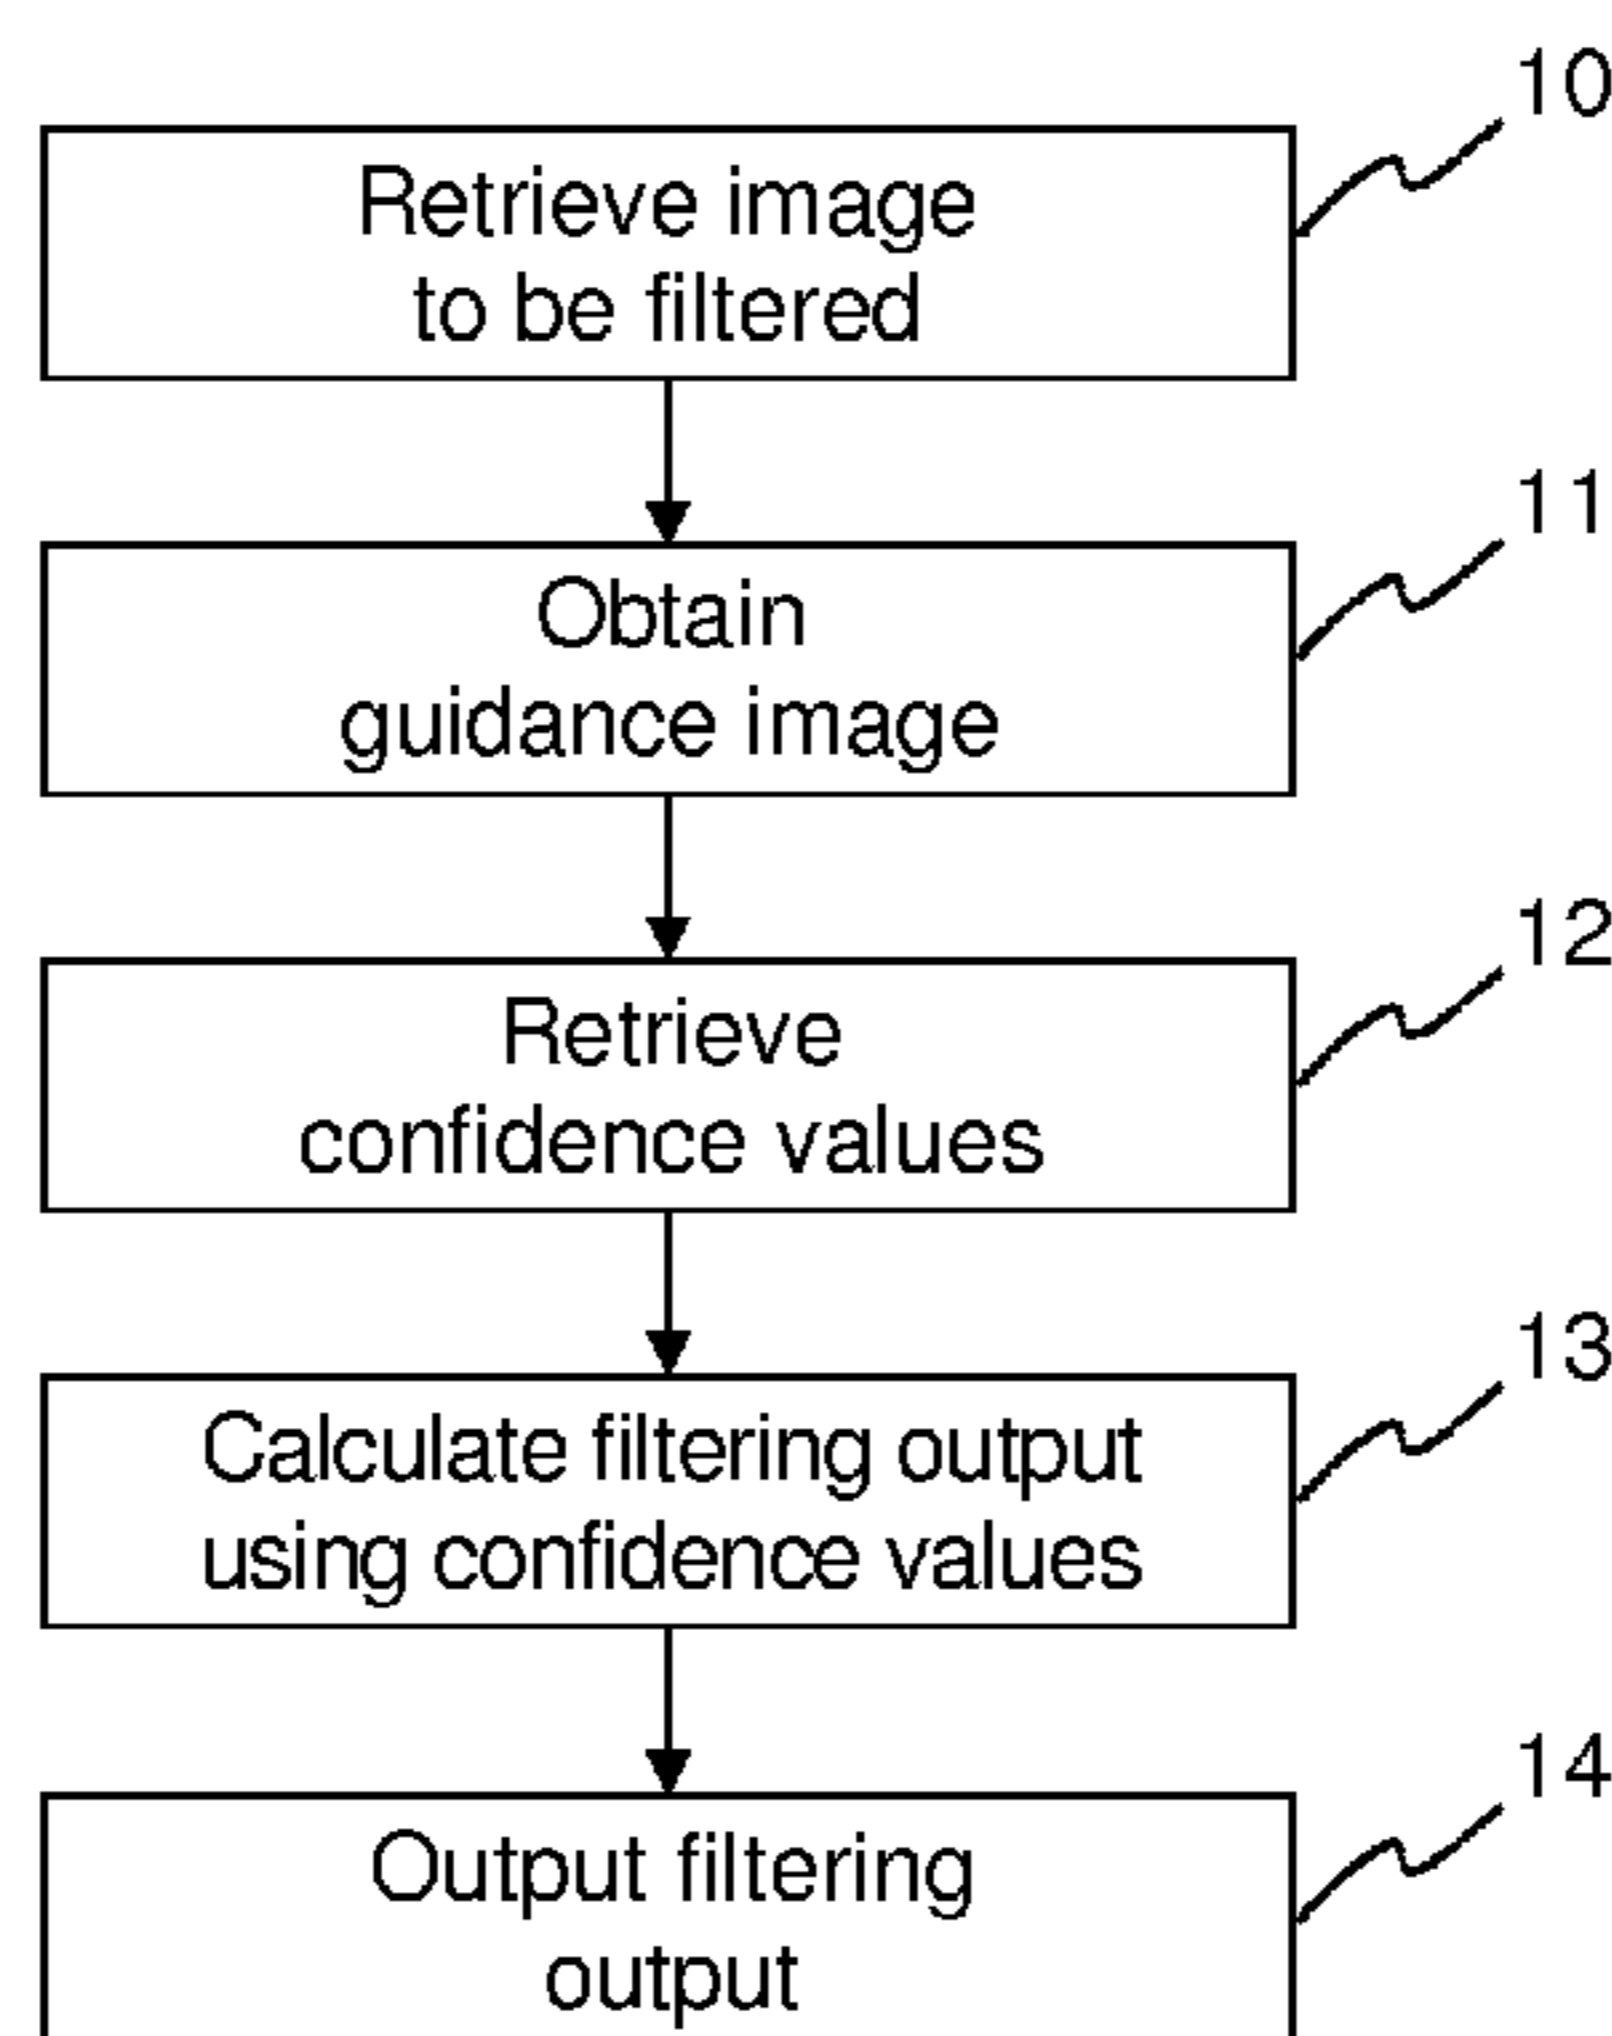 10
Retrieve image
to be filtered
11
Obtain
guidance image
12
Retrieve
confidence values
13
Calculate filtering output
using confidence values
14
Output filtering
output